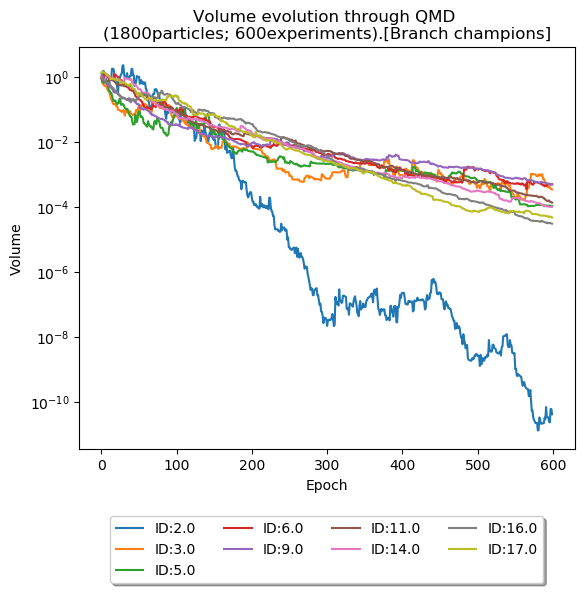 Volume evolution through QMD
(1800particles; 600experiments).[Branch champions]
Volume
10⁰
10⁻²
10⁻⁴
10⁻⁶
10⁻⁸
10⁻¹⁰
0 100 200 300 400 500 600
Epoch
ID:2.0 ID:6.0 ID:11.0 ID:16.0
ID:3.0 ID:9.0 ID:14.0 ID:17.0
ID:5.0